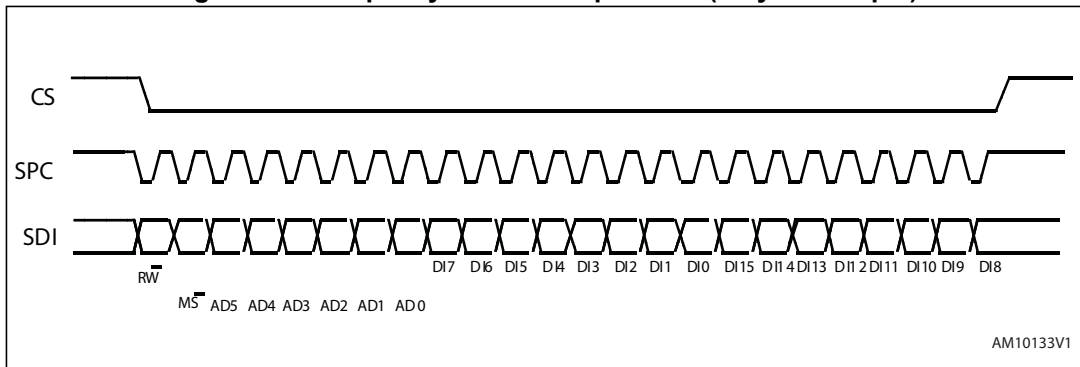 CS
SPC
SDI
RW
DI7 DI6 DI5 DI4 DI3 DI2 DI1 DI0 DI15 DI14 DI13 DI12 DI11 DI10 DI9 DI8
MS AD5 AD4 AD3 AD2 AD1 AD0
AM10133V1